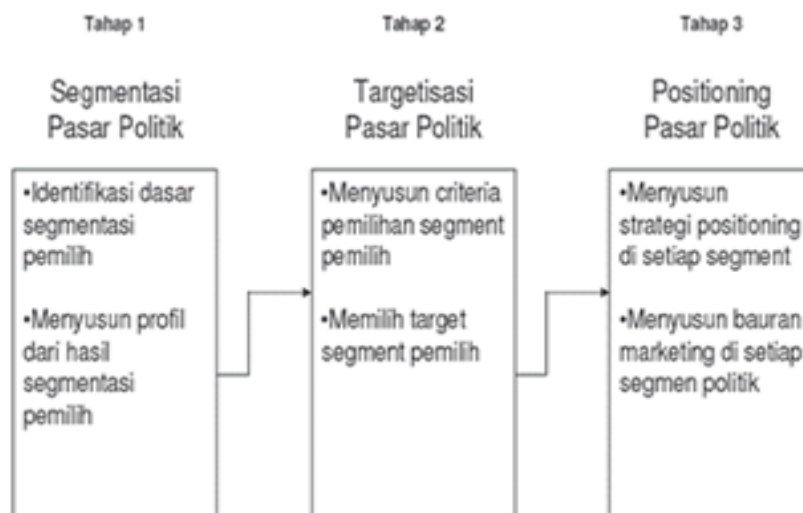 Tahap 1
Segmentasi
Pasar Politik
•Identifikasi dasar
segmentasi
pemilih
•Menyusun profil
dari hasil
segmentasi
pemilih
Tahap 2
Targetisasi
Pasar Politik
•Menyusun criteria
pemilihan segment
pemilih
•Memilih target
segment pemilih
Tahap 3
Positioning
Pasar Politik
•Menyusun
strategi positioning
di setiap segment
•Menyusun bauran
marketing di setiap
segmen politik